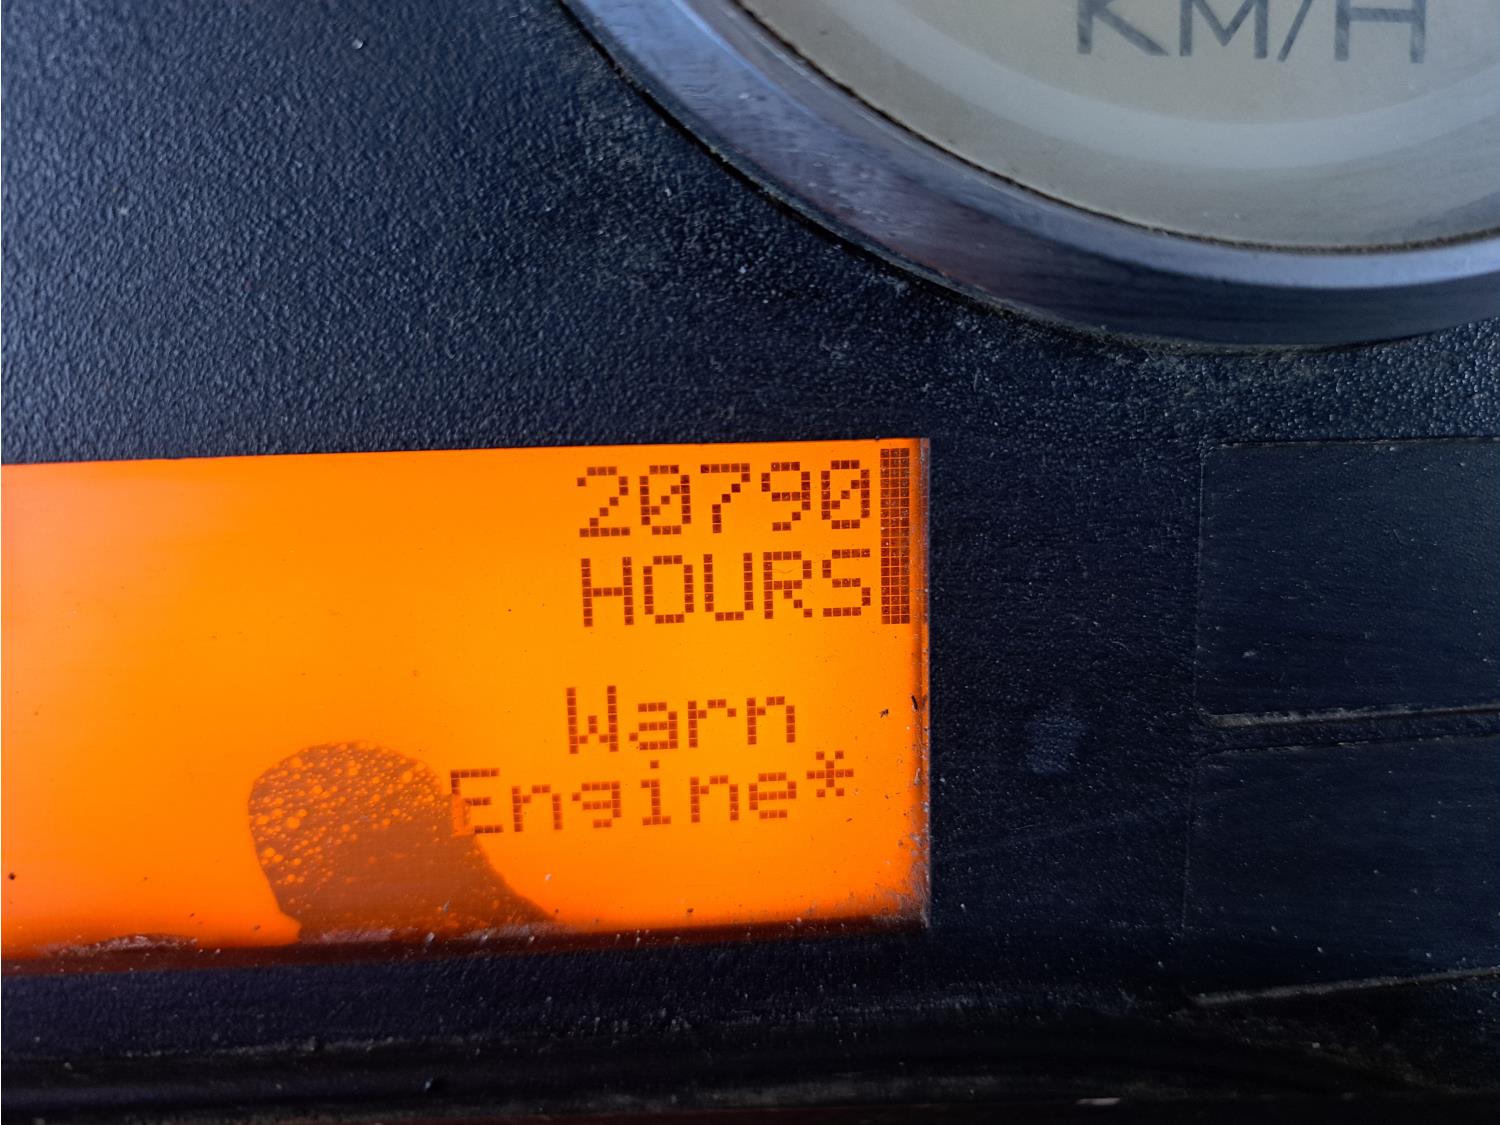 KM/H
20790
HOURS
Warn
Engine*